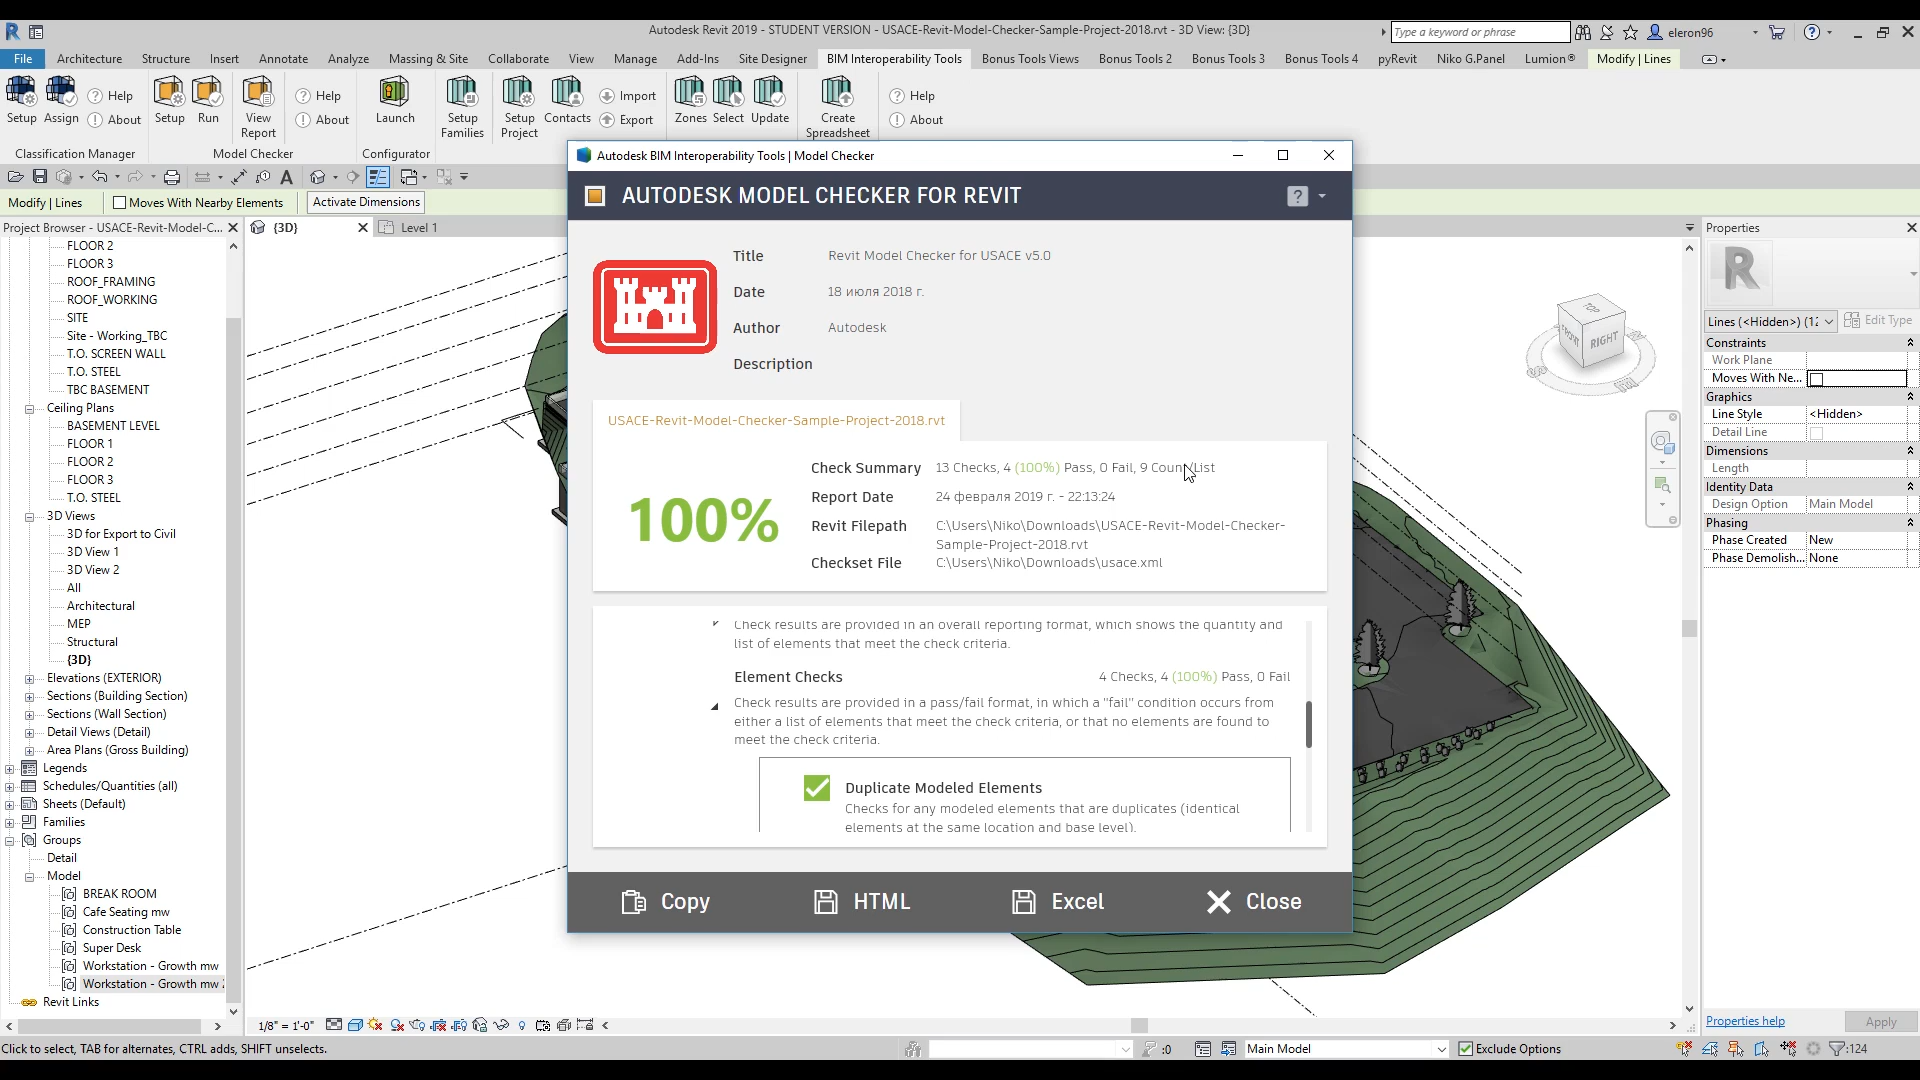 Autodesk Revit 2019 - STUDENT VERSION - USACE-Revit-Model-Checker-Sample-Project-2018.rvt - 3D View: {3D}
Type a keyword or phrase
eleron96
File Architecture Structure Insert Annotate Analyze Massing & Site Collaborate View Manage Add-Ins Site Designer BIM Interoperability Tools Bonus Tools Views Bonus Tools 2 Bonus Tools 3 Bonus Tools 4 pyRevit Niko G.Panel Lumion® Modify | Lines
Setup Assign Help About Setup Run View Report Help About Launch Setup Families Setup Project Contacts Import Export Zones Select Update Create Spreadsheet Help About
Classification Manager Model Checker Configurator
Modify | Lines Moves With Nearby Elements Activate Dimensions
Project Browser - USACE-Revit-Model-C...
{3D} Level 1
FLOOR 2
FLOOR 3
ROOF_FRAMING
ROOF_WORKING
SITE
Site - Working_TBC
T.O. SCREEN WALL
T.O. STEEL
TBC BASEMENT
Ceiling Plans
BASEMENT LEVEL
FLOOR 1
FLOOR 2
FLOOR 3
T.O. STEEL
3D Views
3D for Export to Civil
3D View 1
3D View 2
All
Architectural
MEP
Structural
{3D}
Elevations (EXTERIOR)
Sections (Building Section)
Sections (Wall Section)
Detail Views (Detail)
Area Plans (Gross Building)
Legends
Schedules/Quantities (all)
Sheets (Default)
Families
Groups
Detail
Model
BREAK ROOM
Cafe Seating mw
Construction Table
Super Desk
Workstation - Growth mw
Workstation - Growth mw
Revit Links
Autodesk BIM Interoperability Tools | Model Checker
AUTODESK MODEL CHECKER FOR REVIT
Title Revit Model Checker for USACE v5.0
Date 18 июля 2018 г.
Author Autodesk
Description
USACE-Revit-Model-Checker-Sample-Project-2018.rvt
100%
Check Summary 13 Checks, 4 (100%) Pass, 0 Fail, 9 Count/List
Report Date 24 февраля 2019 г. - 22:13:24
Revit Filepath C:\Users\Niko\Downloads\USACE-Revit-Model-Checker-
Sample-Project-2018.rvt
Checkset File C:\Users\Niko\Downloads\usace.xml
Check results are provided in an overall reporting format, which shows the quantity and
list of elements that meet the check criteria.
Element Checks 4 Checks, 4 (100%) Pass, 0 Fail
Check results are provided in a pass/fail format, in which a "fail" condition occurs from
either a list of elements that meet the check criteria, or that no elements are found to
meet the check criteria.
Duplicate Modeled Elements
Checks for any modeled elements that are duplicates (identical
elements at the same location and base level).
Copy HTML Excel Close
TOP
FRONT
RIGHT
Properties
R
Lines (<Hidden>) (12 Edit Type
Constraints
Work Plane
Moves With Ne...
Graphics
Line Style <Hidden>
Detail Line
Dimensions
Length
Identity Data
Design Option Main Model
Phasing
Phase Created New
Phase Demolish... None
Properties help Apply
1/8" = 1'-0"
Click to select, TAB for alternates, CTRL adds, SHIFT unselects.
:0 Main Model Exclude Options :124